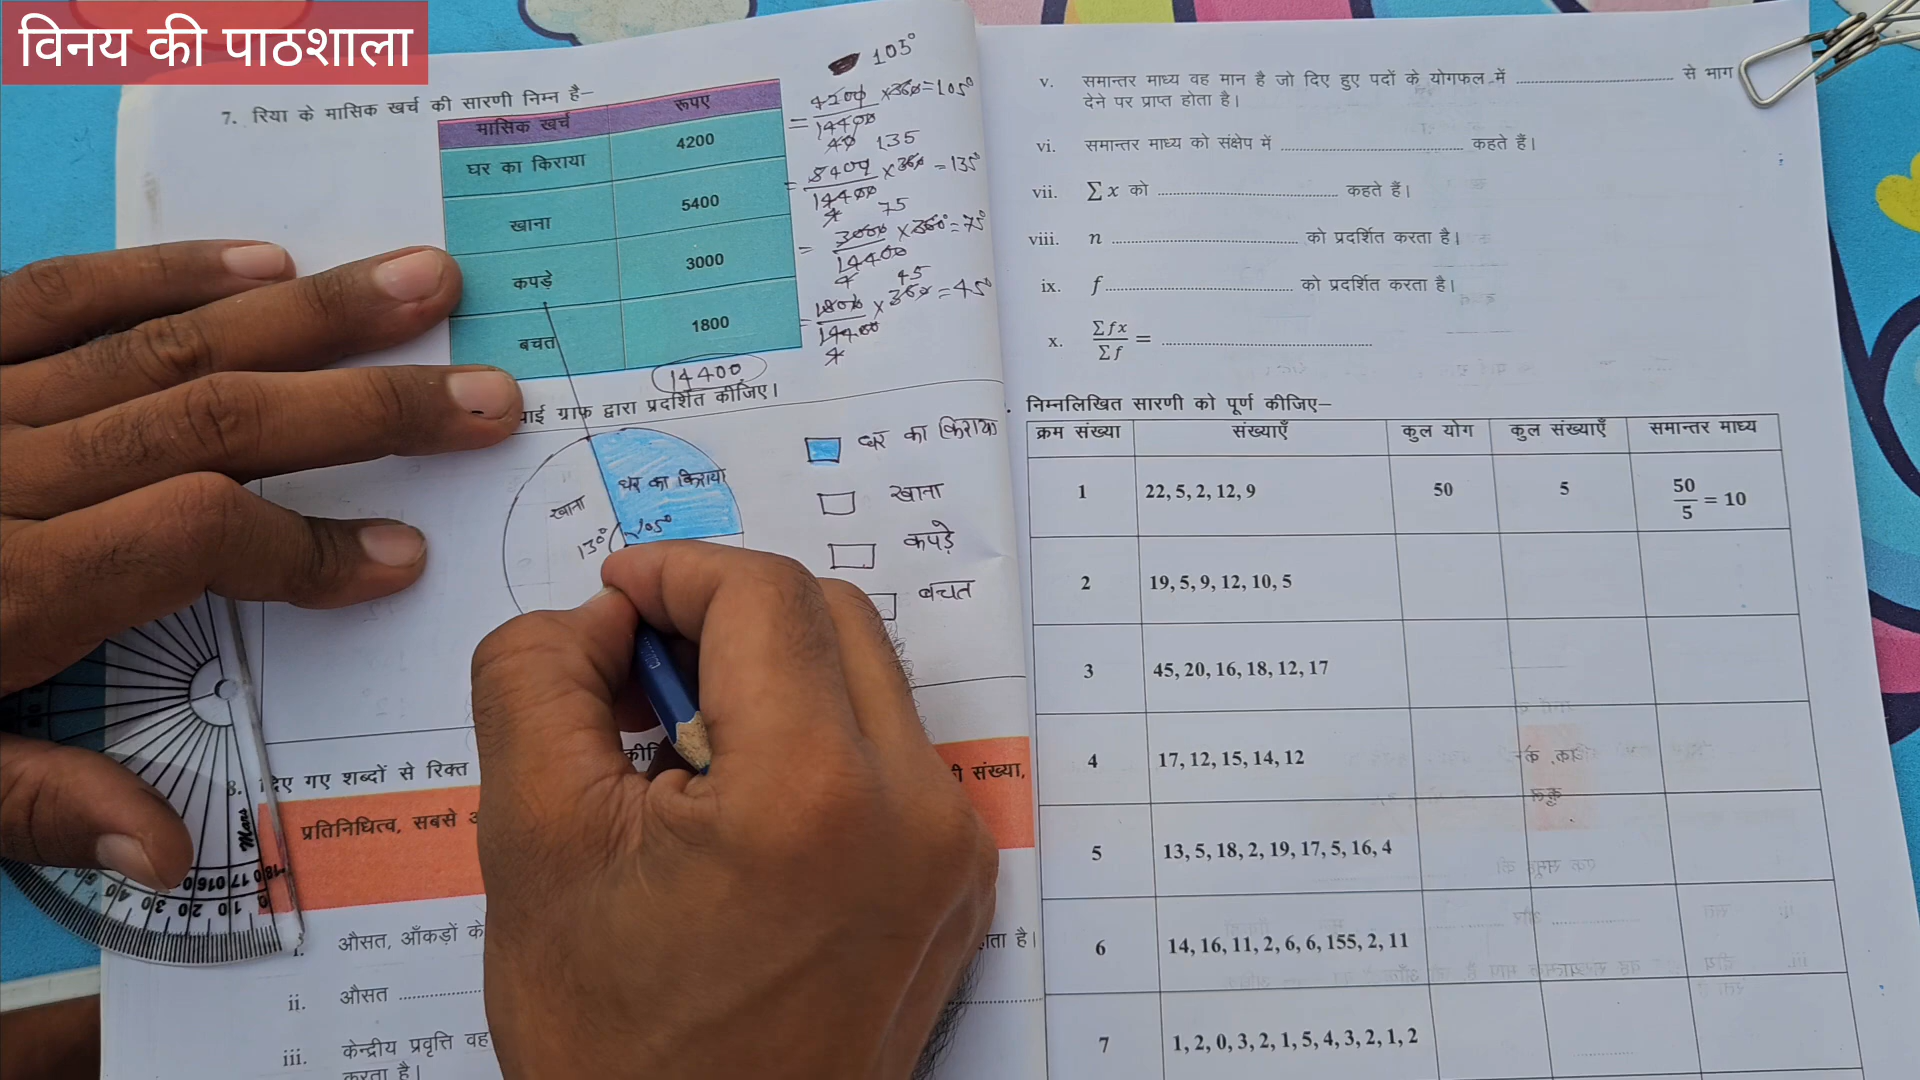 विनय की पाठशाला
7. रिया के मासिक खर्च की सारणी निम्न है–
मासिक खर्च रूपए
घर का किराया 4200
खाना 5400
कपड़े 3000
बचत 1800
14400
105°
= 4200/14400 × 360 = 105°
135
= 5400/14400 × 360 = 135°
75
= 3000/14400 × 360° = 75°
45
= 1800/14400 × 360 = 45°
पाई ग्राफ द्वारा प्रदर्शित कीजिए।
घर का किराया
खाना
105°
घर का किराया
खाना
कपड़े
बचत
8. दिए गए शब्दों से रिक्त
संख्या,
प्रतिनिधित्व, सबसे
i. औसत, आँकड़ों के
है।
ii. औसत
iii. केन्द्रीय प्रवृत्ति वह
करता है।
v. समान्तर माध्य वह मान है जो दिए हुए पदों के योगफल में .......... से भाग
देने पर प्राप्त होता है।
vi. समान्तर माध्य को संक्षेप में .......... कहते हैं।
vii. ∑x को .......... कहते हैं।
viii. n .......... को प्रदर्शित करता है।
ix. f .......... को प्रदर्शित करता है।
x. ∑fx/∑f = ..........
निम्नलिखित सारणी को पूर्ण कीजिए–
क्रम संख्या संख्याएँ कुल योग कुल संख्याएँ समान्तर माध्य
1 22, 5, 2, 12, 9 50 5 50/5 = 10
2 19, 5, 9, 12, 10, 5
3 45, 20, 16, 18, 12, 17
4 17, 12, 15, 14, 12
5 13, 5, 18, 2, 19, 17, 5, 16, 4
6 14, 16, 11, 2, 6, 6, 155, 2, 11
7 1, 2, 0, 3, 2, 1, 5, 4, 3, 2, 1, 2